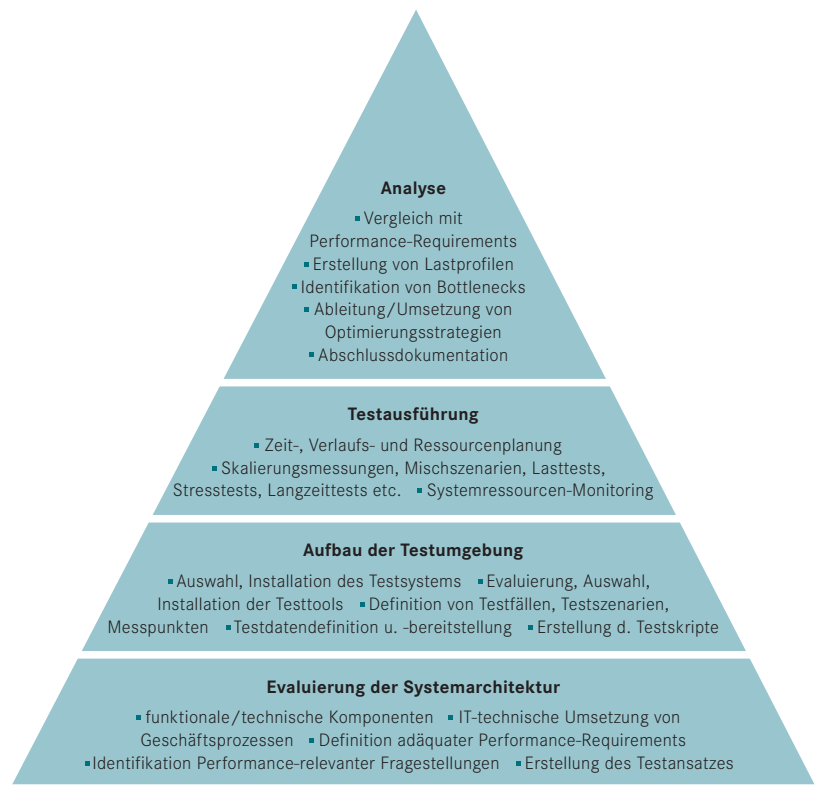 Analyse
▪ Vergleich mit
Performance-Requirements
▪ Erstellung von Lastprofilen
▪ Identifikation von Bottlenecks
▪ Ableitung/Umsetzung von
Optimierungsstrategien
▪ Abschlussdokumentation
Testausführung
▪ Zeit-, Verlaufs- und Ressourcenplanung
▪ Skalierungsmessungen, Mischszenarien, Lasttests,
Stresstests, Langzeittests etc. ▪ Systemressourcen-Monitoring
Aufbau der Testumgebung
▪ Auswahl, Installation des Testsystems ▪ Evaluierung, Auswahl,
Installation der Testtools ▪ Definition von Testfällen, Testszenarien,
Messpunkten ▪ Testdatendefinition u. -bereitstellung ▪ Erstellung d. Testskripte
Evaluierung der Systemarchitektur
▪ funktionale/technische Komponenten ▪ IT-technische Umsetzung von
Geschäftsprozessen ▪ Definition adäquater Performance-Requirements
▪ Identifikation Performance-relevanter Fragestellungen ▪ Erstellung des Testansatzes